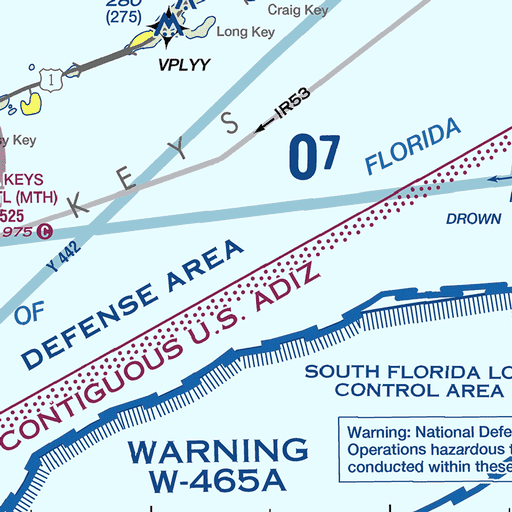 280
(275)
Craig Key
Long Key
VPLYY
1
IR53
Key
KEYS
07
FLORIDA
KEYS
(MTH)
525
975 C
DROWN
Y 442
OF
DEFENSE AREA
CONTIGUOUS U.S. ADIZ
SOUTH FLORIDA LO
CONTROL AREA
WARNING
W-465A
Warning: National Defe
Operations hazardous t
conducted within these